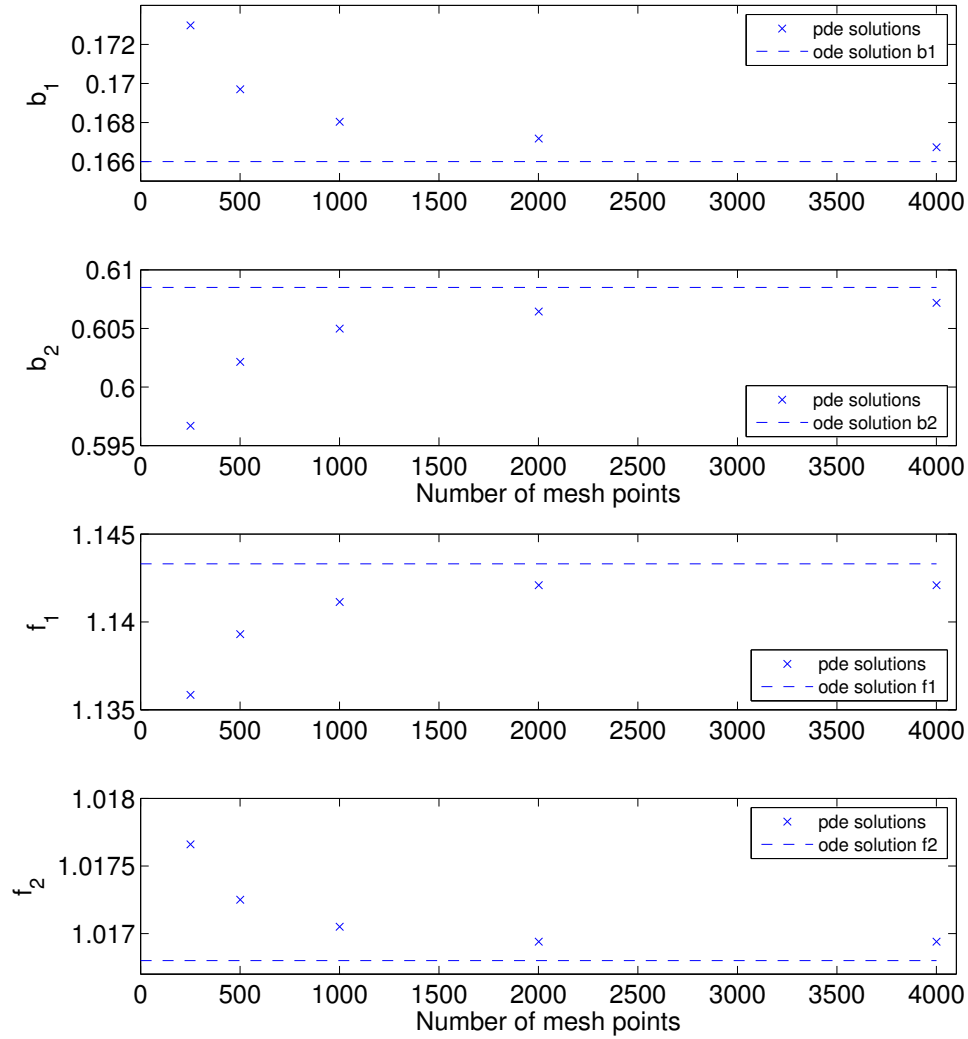 0.172
0.17
0.168
0.166
b1
pde solutions
ode solution b1
0 500 1000 1500 2000 2500 3000 3500 4000
0.61
0.605
0.6
0.595
b2
pde solutions
ode solution b2
0 500 1000 1500 2000 2500 3000 3500 4000
Number of mesh points
1.145
1.14
1.135
f1
pde solutions
ode solution f1
0 500 1000 1500 2000 2500 3000 3500 4000
1.018
1.0175
1.017
f2
pde solutions
ode solution f2
0 500 1000 1500 2000 2500 3000 3500 4000
Number of mesh points